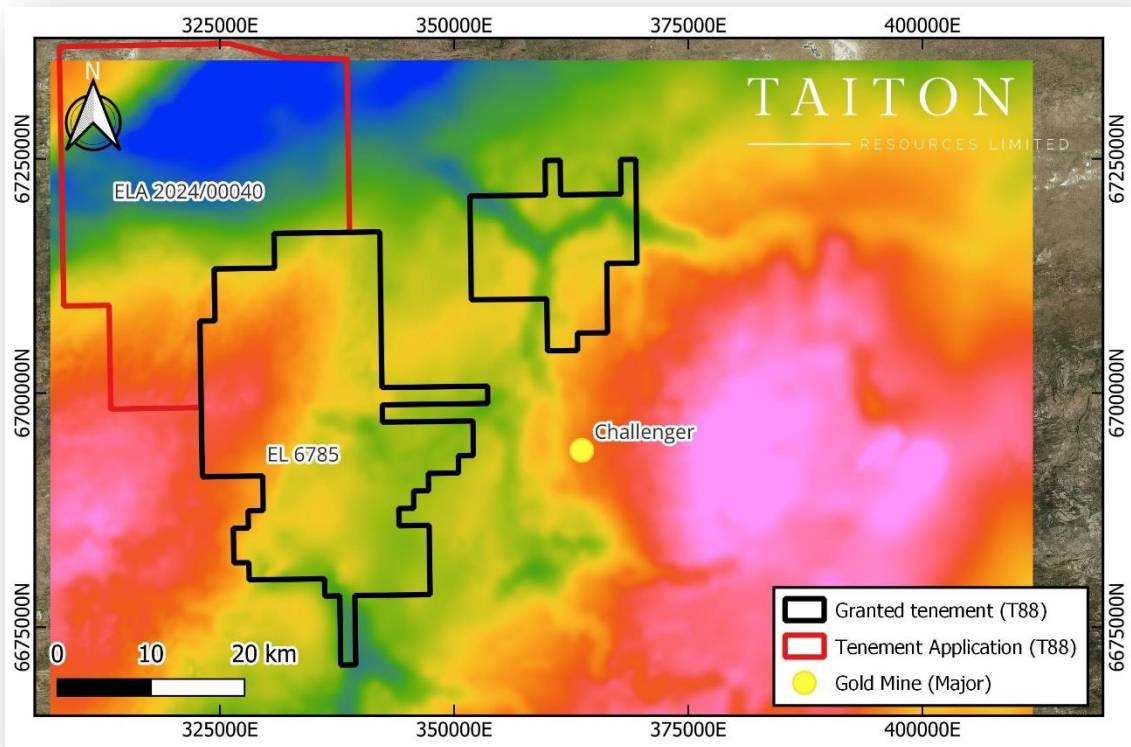 325000E 350000E 375000E 400000E
N
TAITON
RESOURCES LIMITED
6725000N 6725000N
ELA 2024/00040
6700000N 6700000N
Challenger
EL 6785
6675000N 6675000N
Granted tenement (T88)
Tenement Application (T88)
Gold Mine (Major)
0 10 20 km
325000E 350000E 375000E 400000E